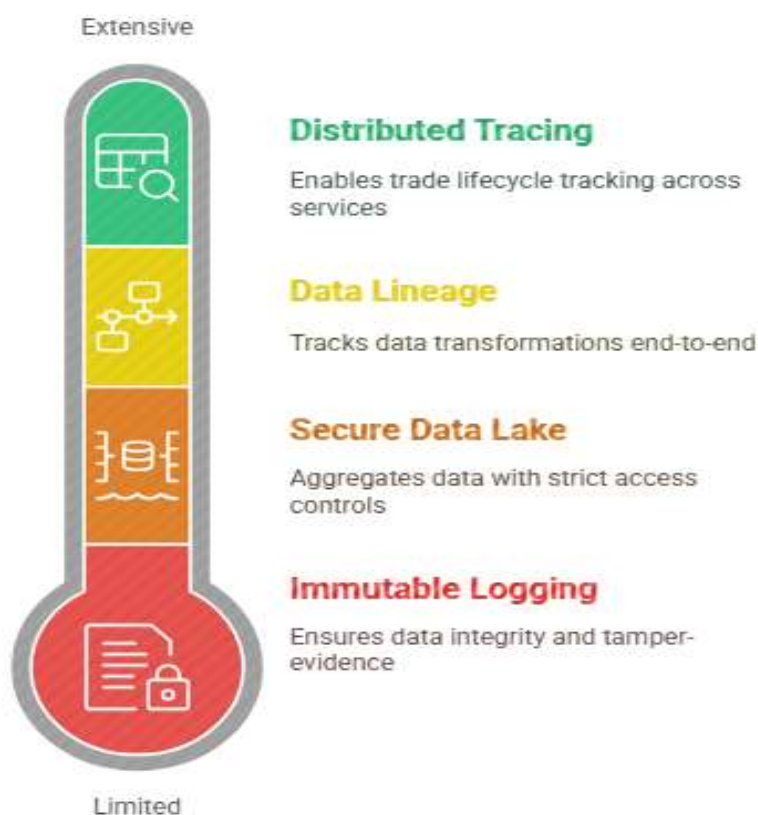 Extensive
Distributed Tracing
Enables trade lifecycle tracking across
services
Data Lineage
Tracks data transformations end-to-end
Secure Data Lake
Aggregates data with strict access
controls
Immutable Logging
Ensures data integrity and tamper-
evidence
Limited